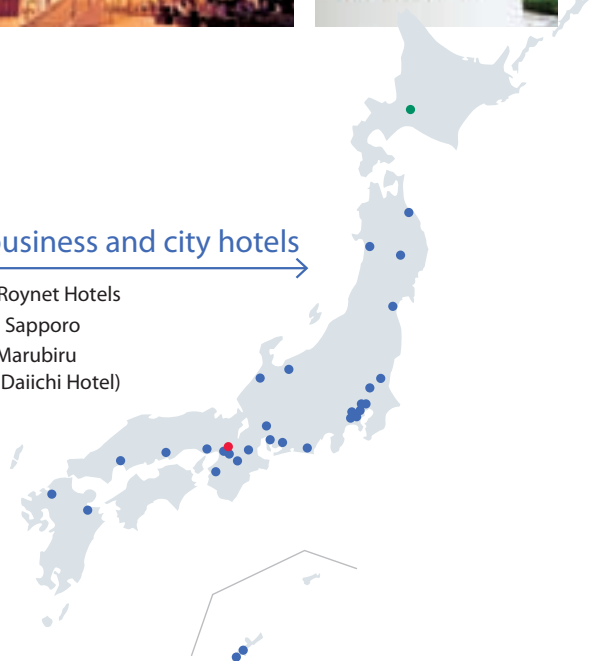 business and city hotels
Roynet Hotels
Sapporo
Marubiru
Daiichi Hotel)